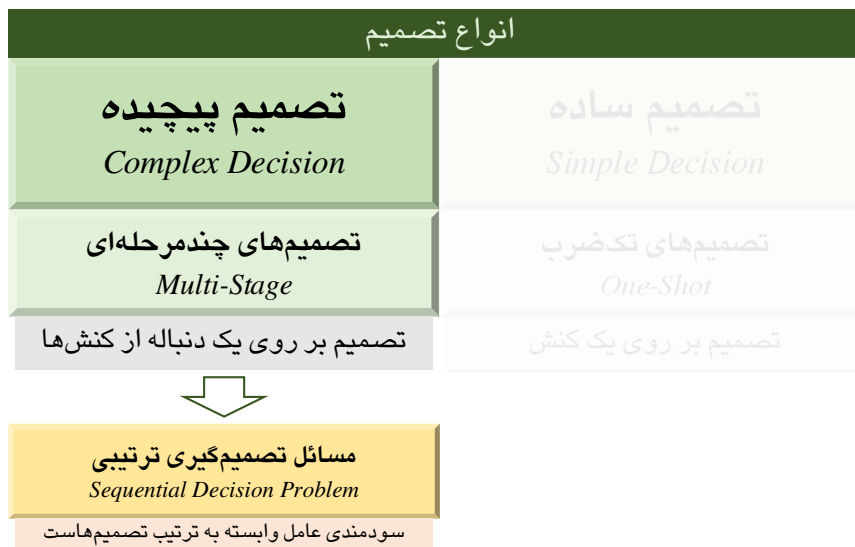 انواع تصمیم
تصمیم ساده
Simple Decision
تصمیم‌های تک‌ضرب
One-Shot
تصمیم بر روی یک کنش
تصمیم پیچیده
Complex Decision
تصمیم‌های چندمرحله‌ای
Multi-Stage
تصمیم بر روی یک دنباله از کنش‌ها
مسائل تصمیم‌گیری ترتیبی
Sequential Decision Problem
سودمندی عامل وابسته به ترتیب تصمیم‌هاست